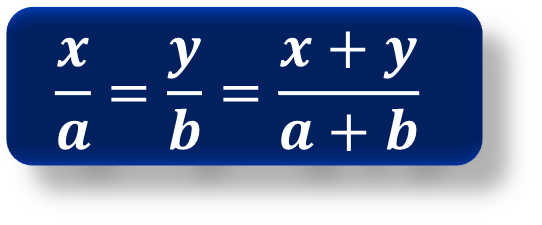 x/a = y/b = (x + y)/(a + b)